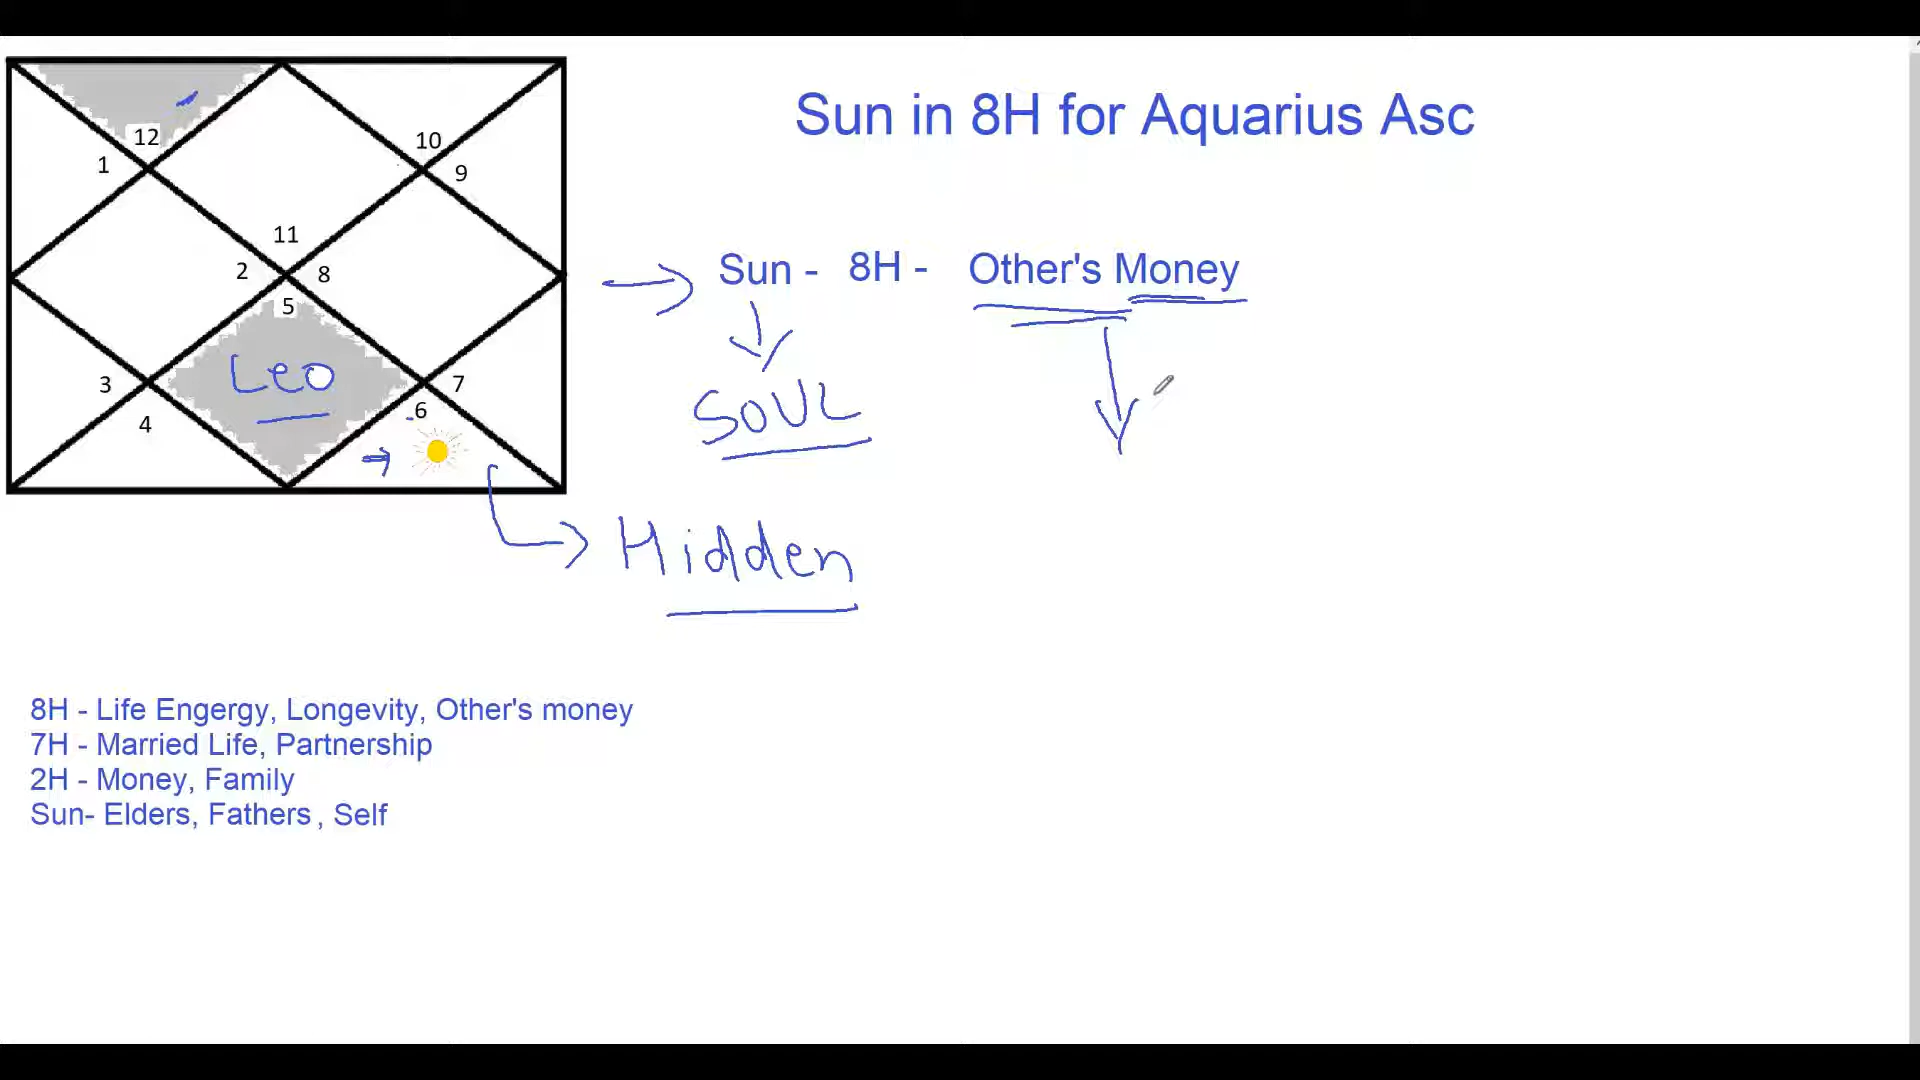 Sun in 8H for Aquarius Asc
12
1
10
9
11
2
8
5
Leo
3
4
7
6
Sun - 8H - Other's Money
SOUL
Hidden
8H - Life Engergy, Longevity, Other's money
7H - Married Life, Partnership
2H - Money, Family
Sun- Elders, Fathers , Self